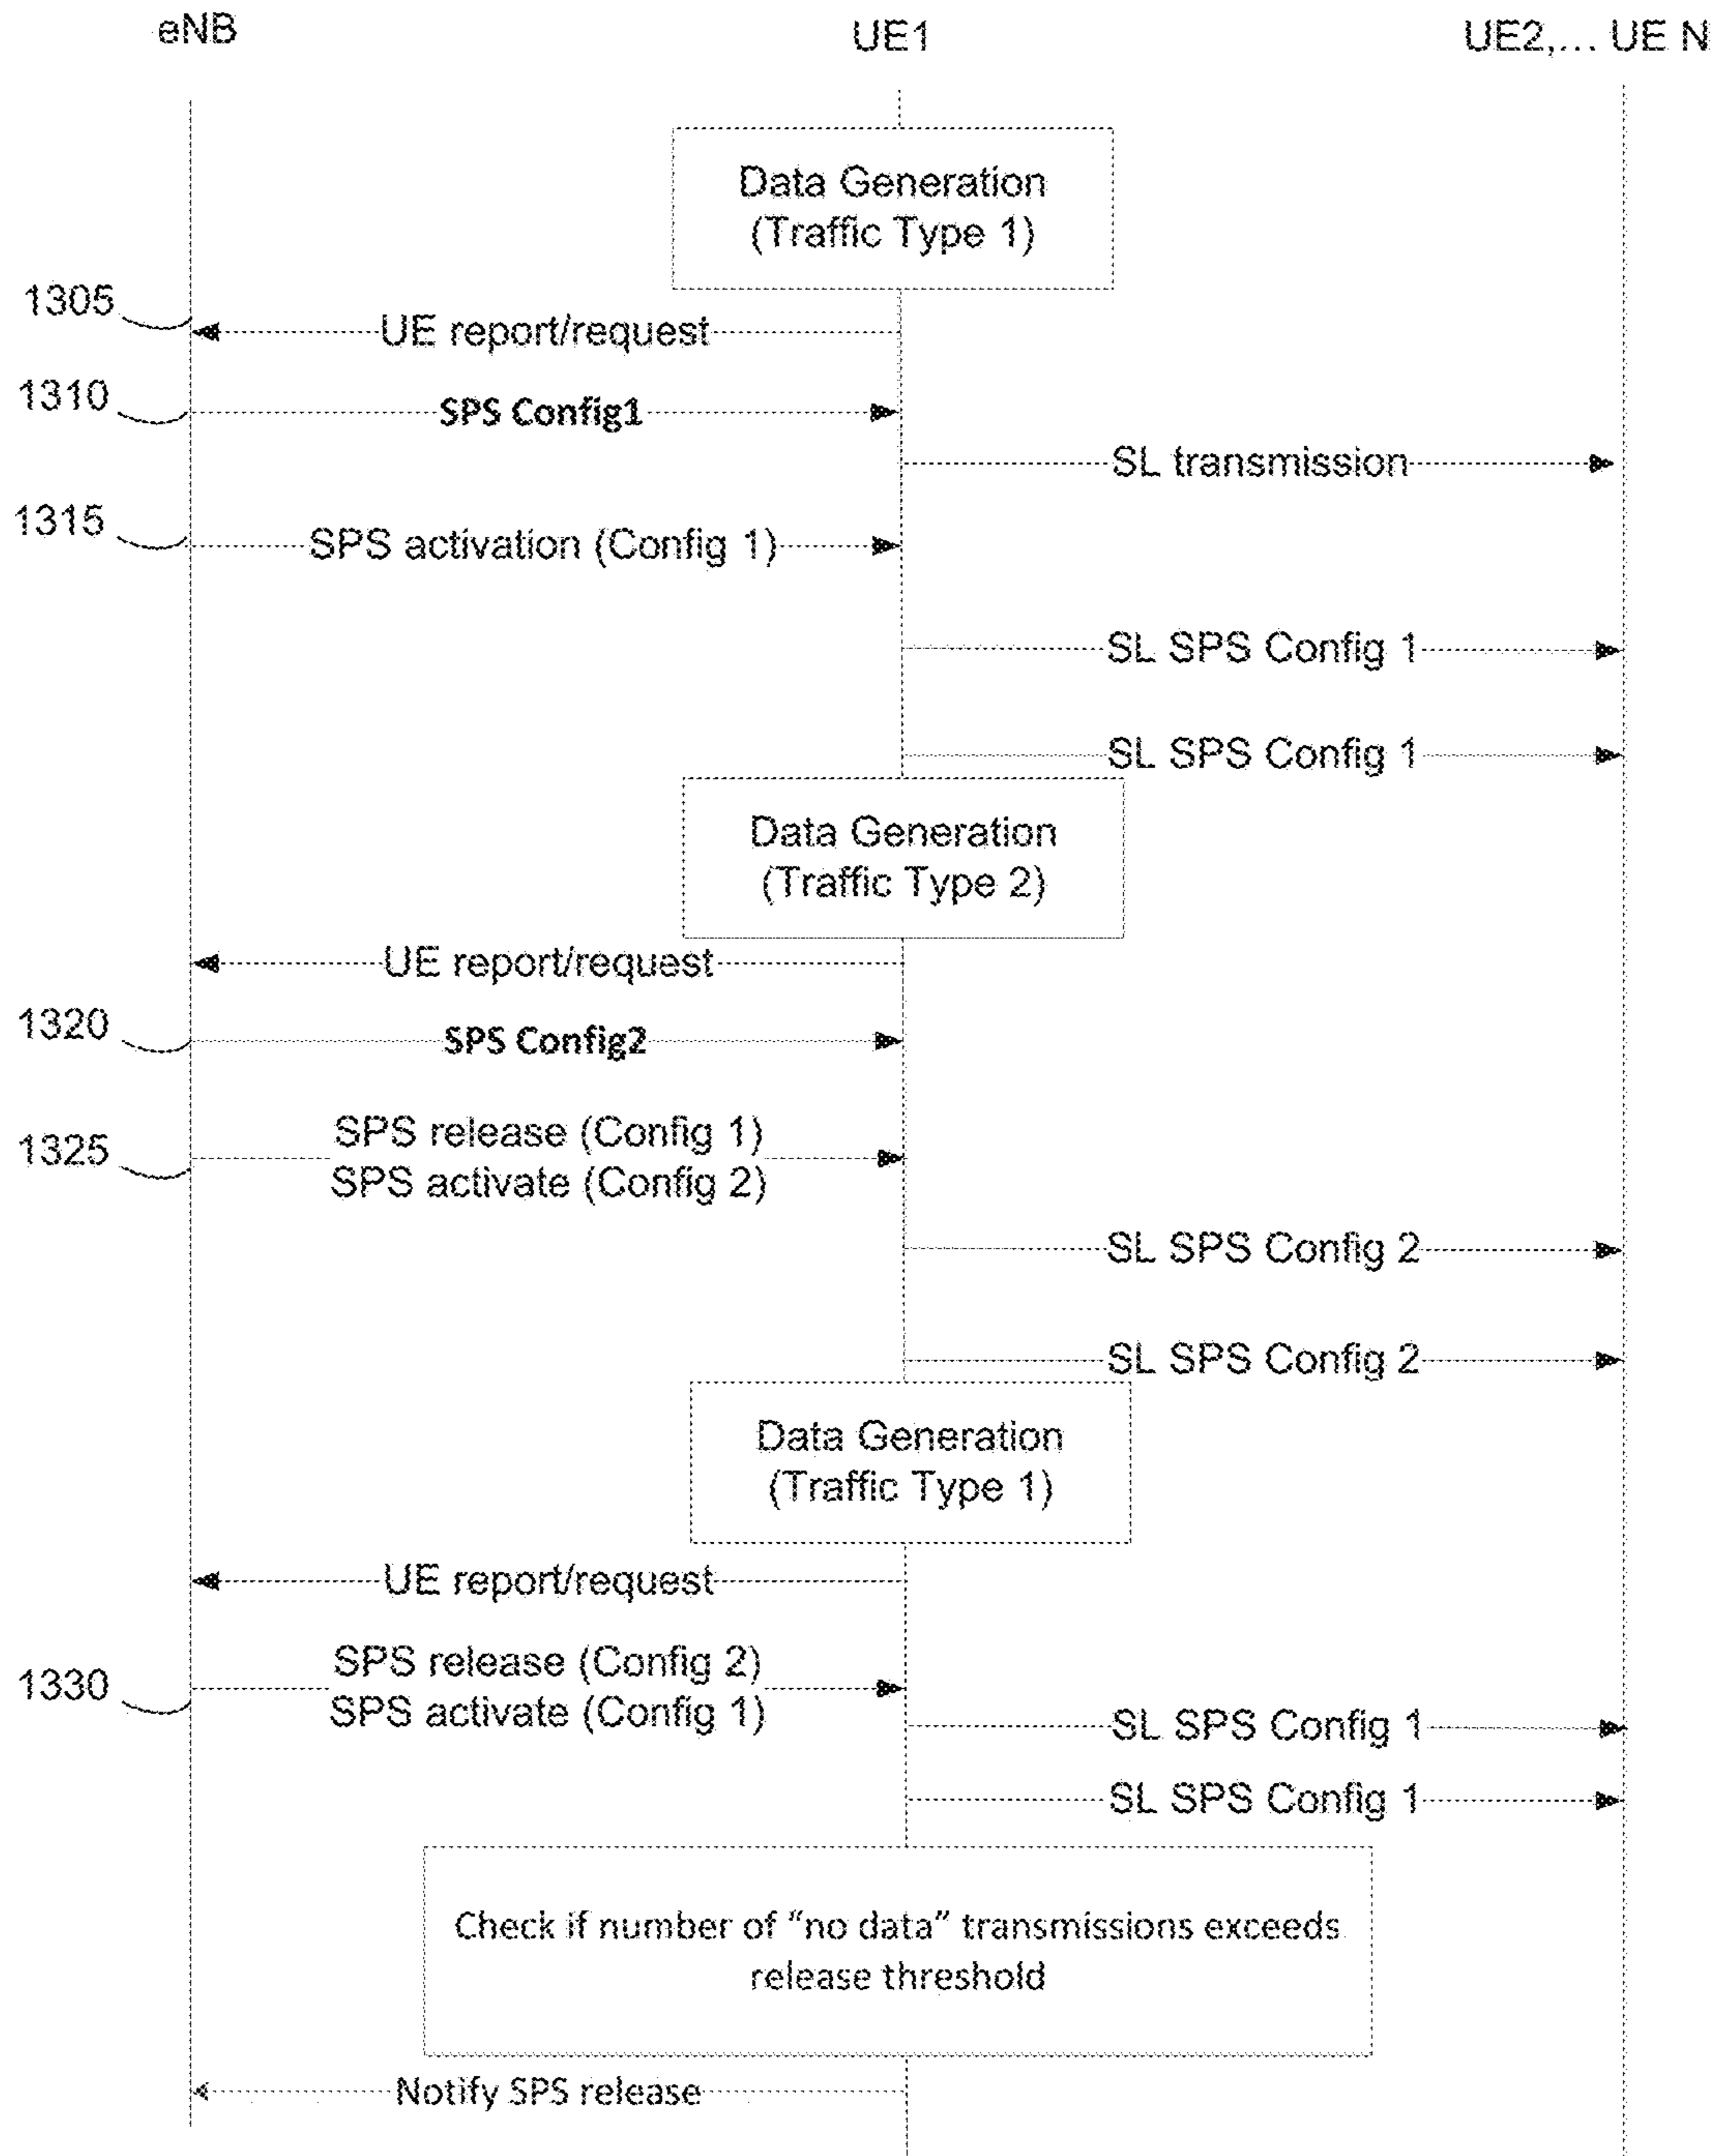 eNB
UE1
UE2,... UE N
Data Generation
(Traffic Type 1)
1305
UE report/request
1310
SPS Config1
SL transmission
1315
SPS activation (Config 1)
SL SPS Config 1
SL SPS Config 1
Data Generation
(Traffic Type 2)
UE report/request
1320
SPS Config2
SPS release (Config 1)
1325
SPS activate (Config 2)
SL SPS Config 2
SL SPS Config 2
Data Generation
(Traffic Type 1)
UE report/request
SPS release (Config 2)
1330
SPS activate (Config 1)
SL SPS Config 1
SL SPS Config 1
Check if number of “no data” transmissions exceeds
release threshold
Notify SPS release